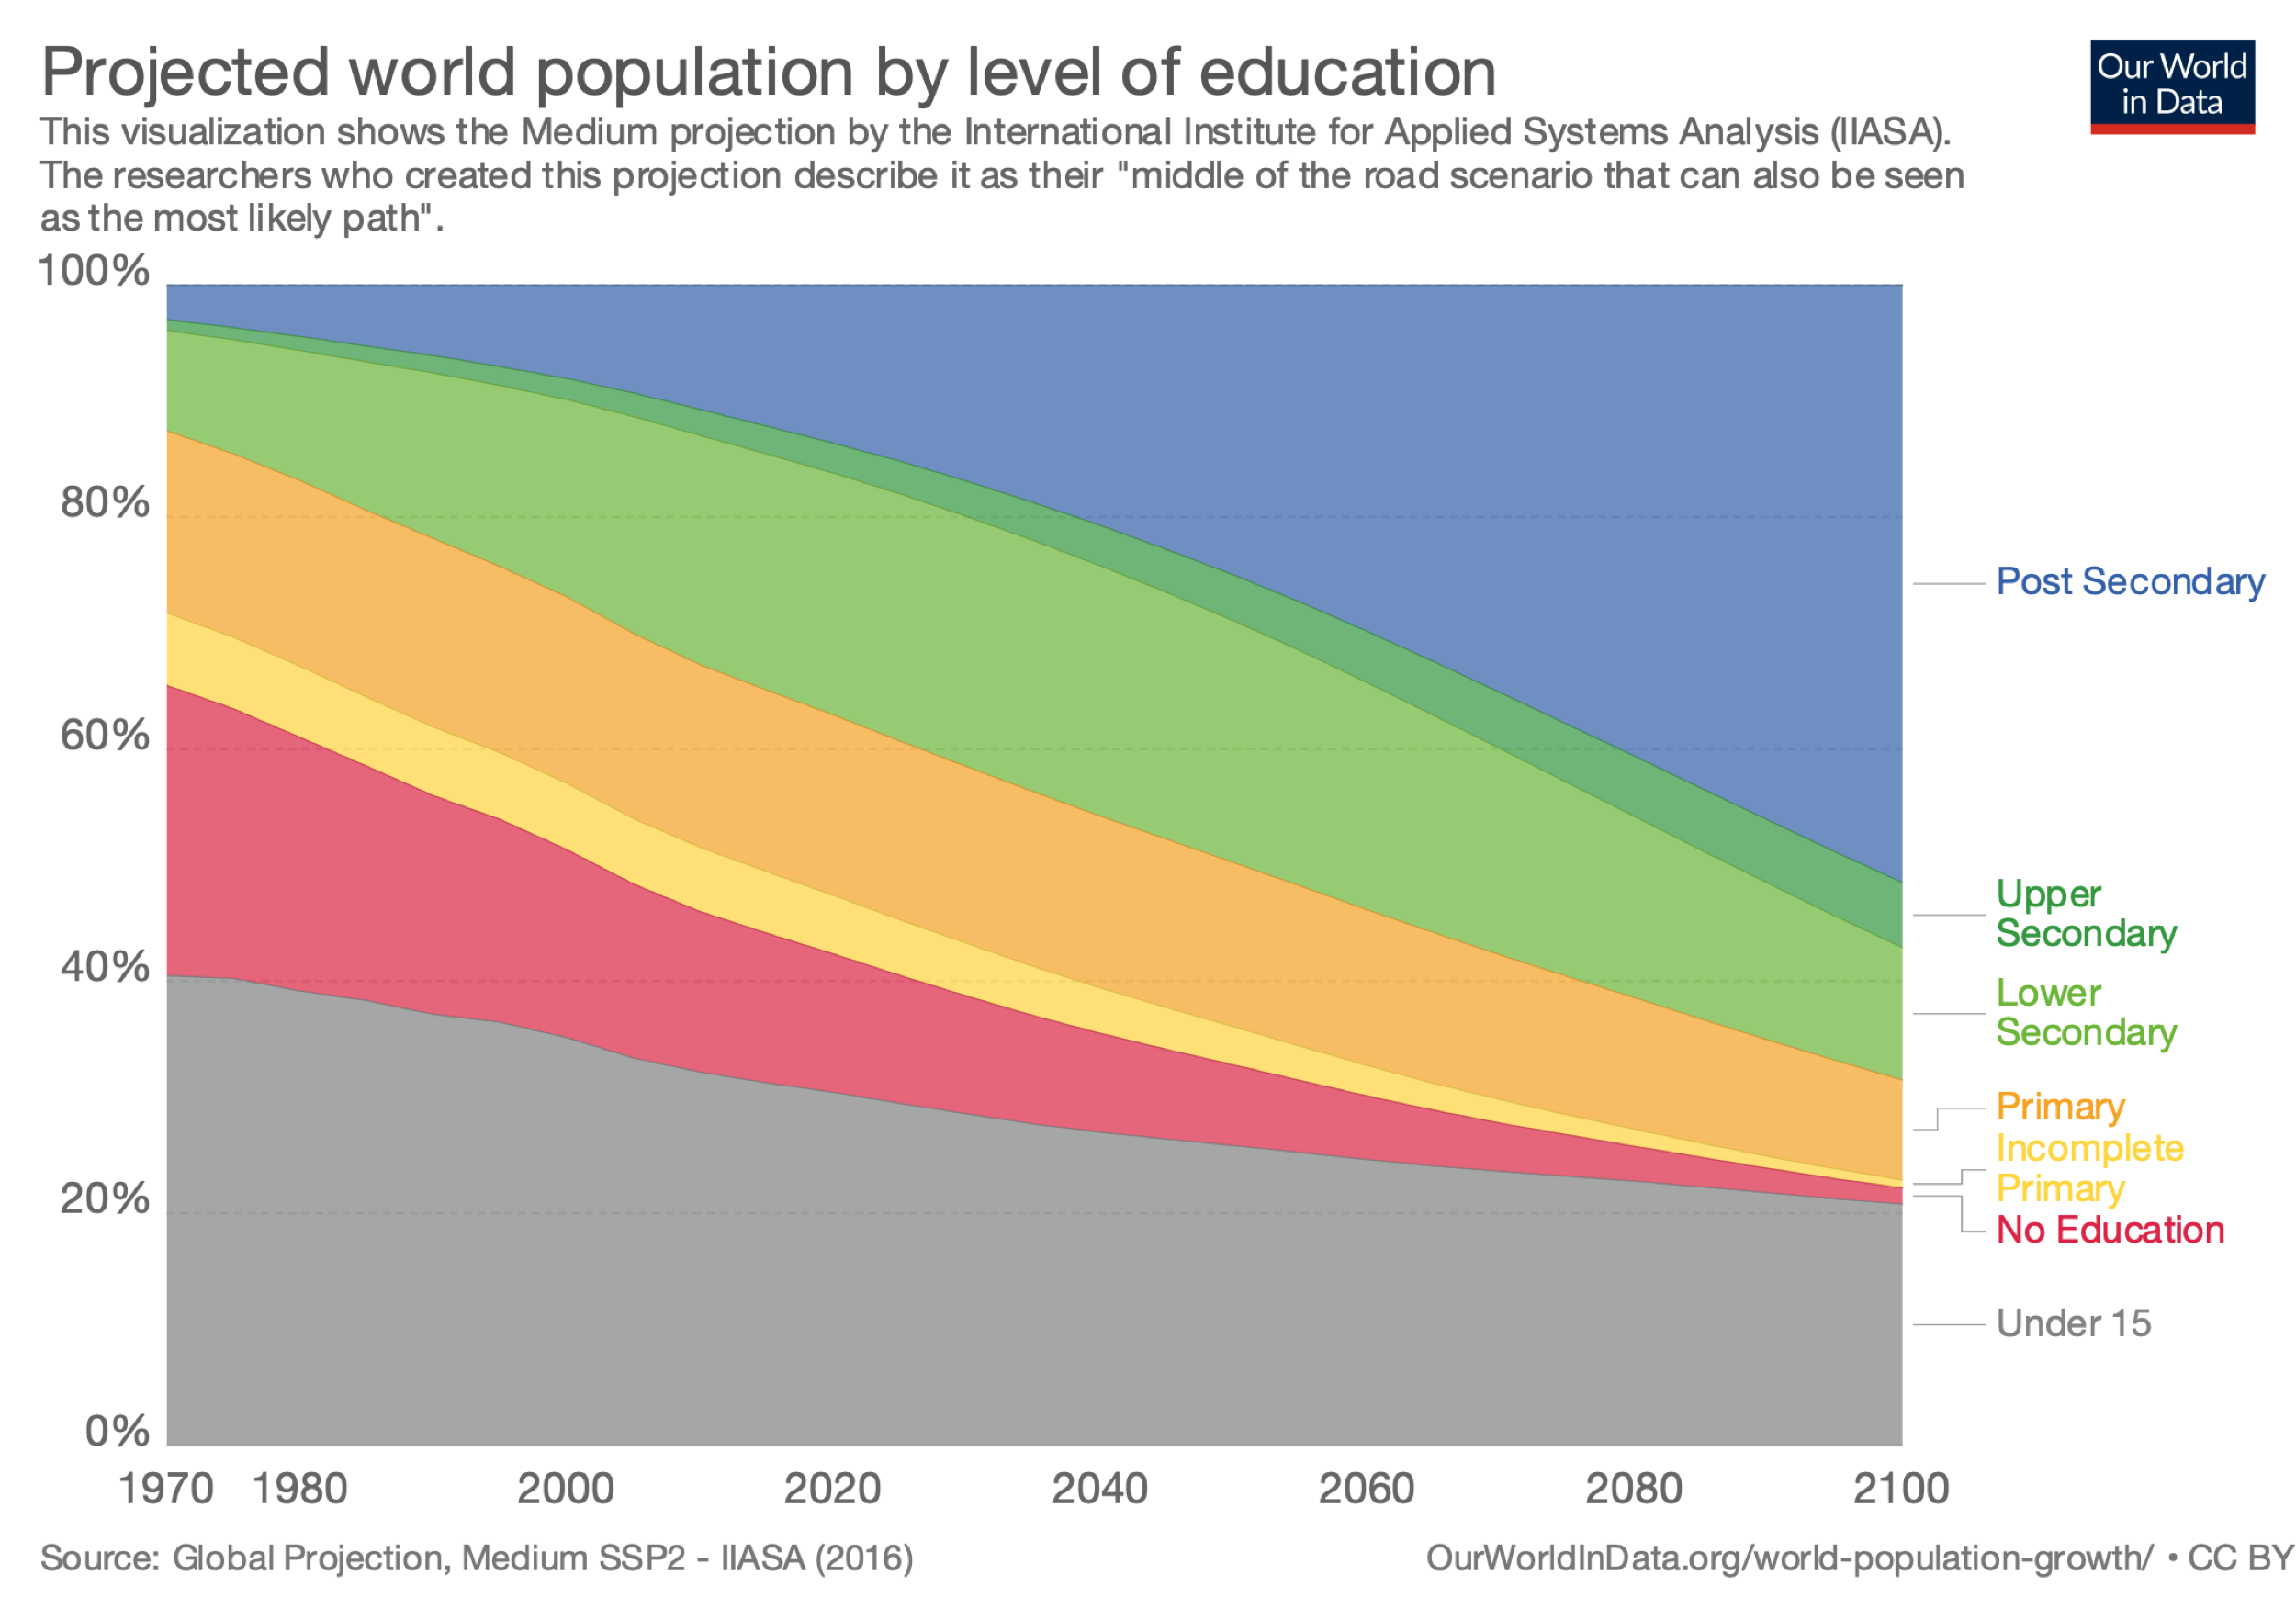 Projected world population by level of education
Our World
in Data
This visualization shows the Medium projection by the International Institute for Applied Systems Analysis (IIASA).
The researchers who created this projection describe it as their "middle of the road scenario that can also be seen
as the most likely path".
100%
80%
60%
40%
20%
0%
Post Secondary
Upper
Secondary
Lower
Secondary
Primary
Incomplete
Primary
No Education
Under 15
1970 1980 2000 2020 2040 2060 2080 2100
Source: Global Projection, Medium SSP2 - IIASA (2016)
OurWorldInData.org/world-population-growth/ • CC BY